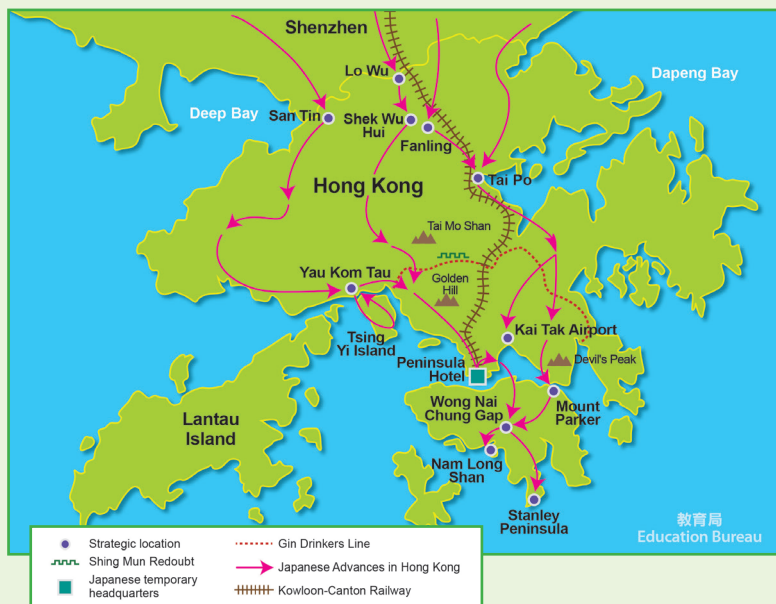 Shenzhen
Lo Wu
Dapeng Bay
Deep Bay
San Tin
Shek Wu
Hui
Fanling
Tai Po
Hong Kong
Tai Mo Shan
Yau Kom Tau
Golden
Hill
Tsing
Yi Island
Kai Tak Airport
Peninsula
Hotel
Devil's Peak
Wong Nai
Chung Gap
Mount
Parker
Lantau
Island
Nam Long
Shan
Stanley
Peninsula
教育局
Education Bureau
Strategic location
Shing Mun Redoubt
Japanese temporary
headquarters
Gin Drinkers Line
Japanese Advances in Hong Kong
Kowloon-Canton Railway